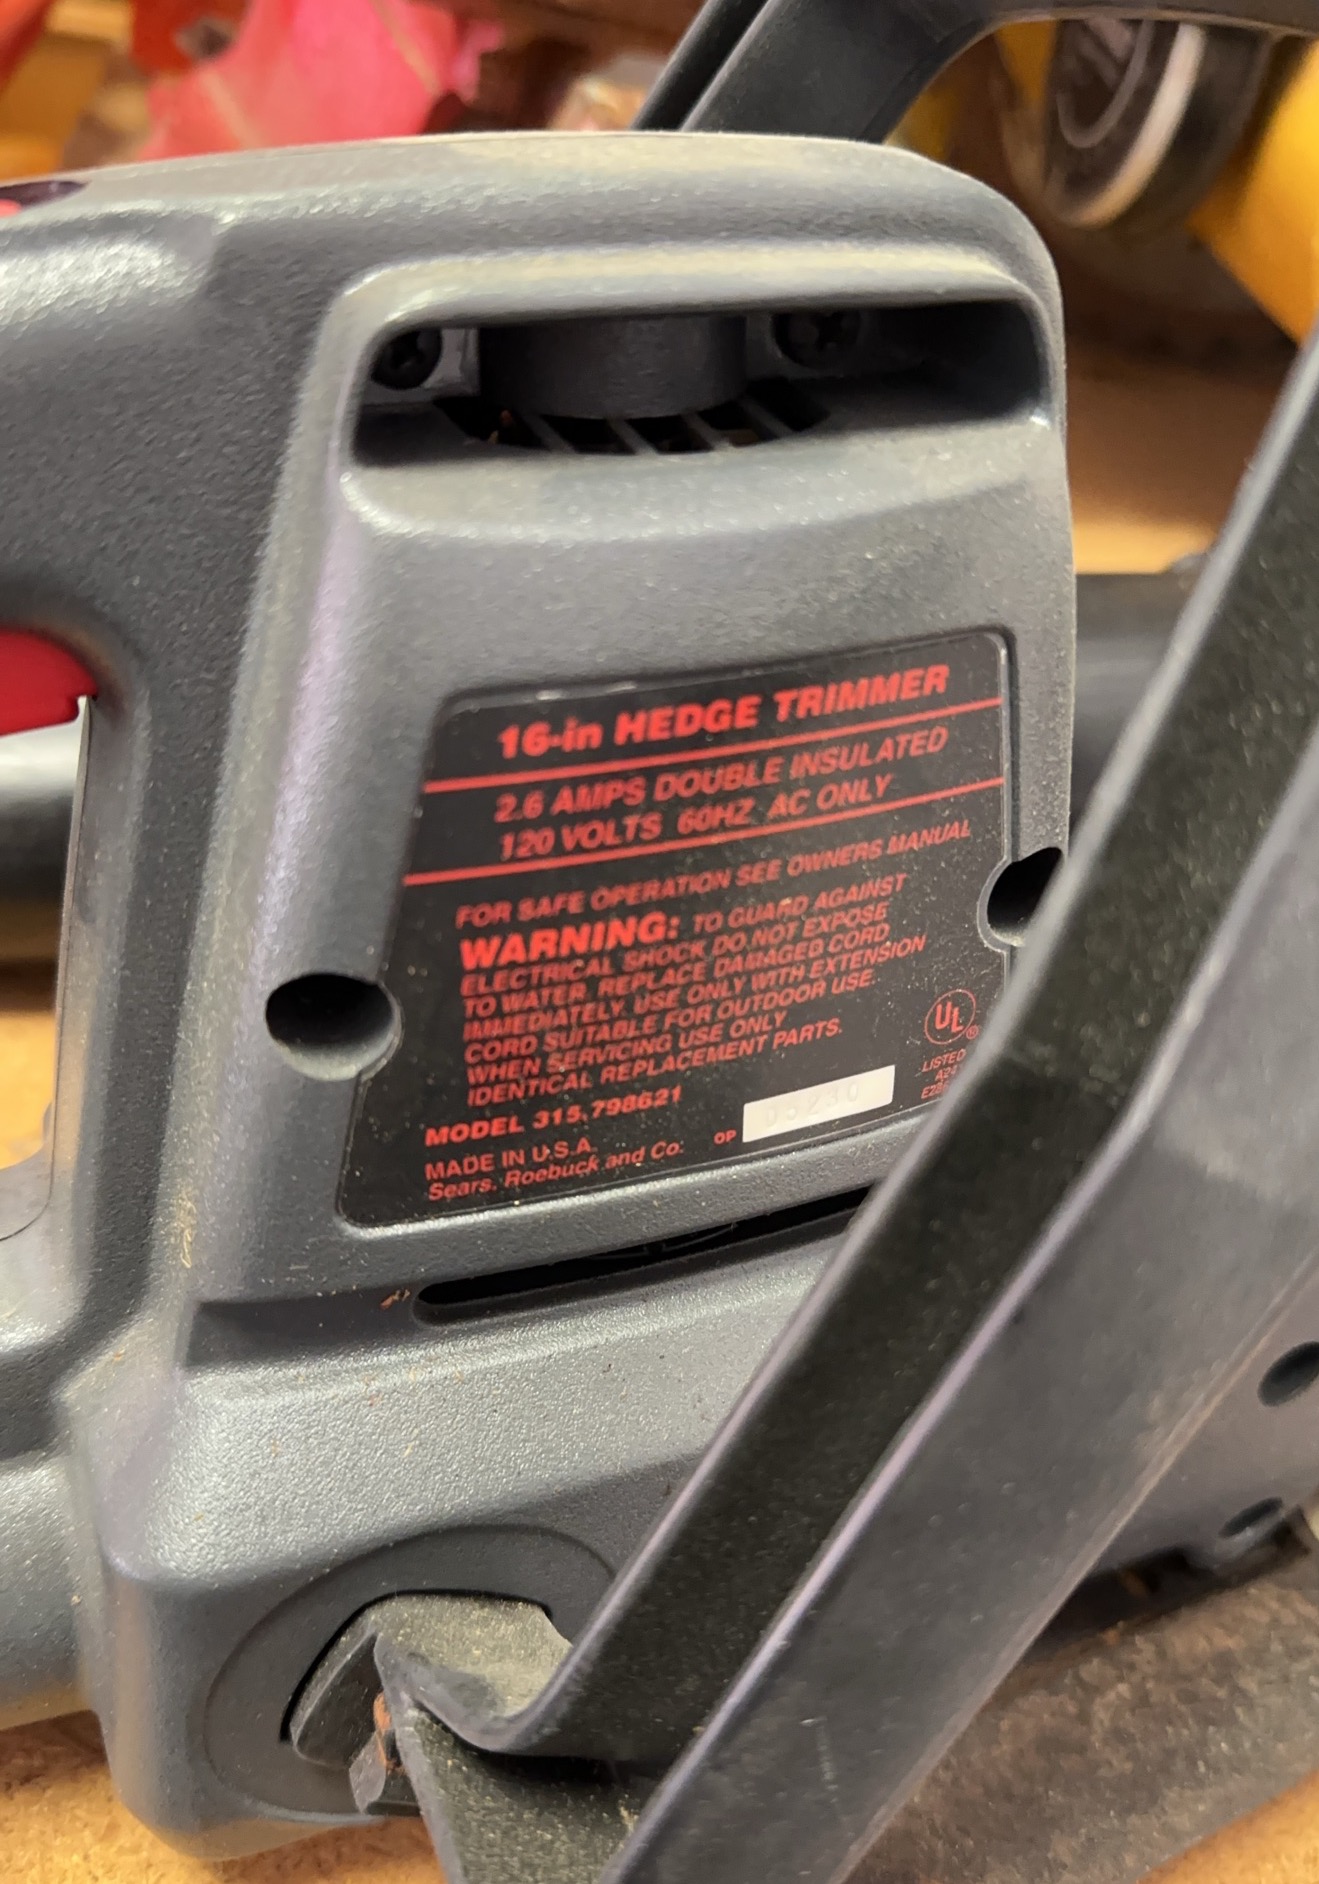 16-in HEDGE TRIMMER
2.6 AMPS DOUBLE INSULATED
120 VOLTS 60HZ AC ONLY
FOR SAFE OPERATION SEE OWNERS MANUAL
WARNING: TO GUARD AGAINST
ELECTRICAL SHOCK DO NOT EXPOSE
TO WATER, REPLACE DAMAGED CORD
IMMEDIATELY, USE ONLY WITH EXTENSION
CORD SUITABLE FOR OUTDOOR USE.
WHEN SERVICING USE ONLY
IDENTICAL REPLACEMENT PARTS.
MODEL 315.798621
MADE IN U.S.A.
Sears, Roebuck and Co.
OP
UL
LISTED